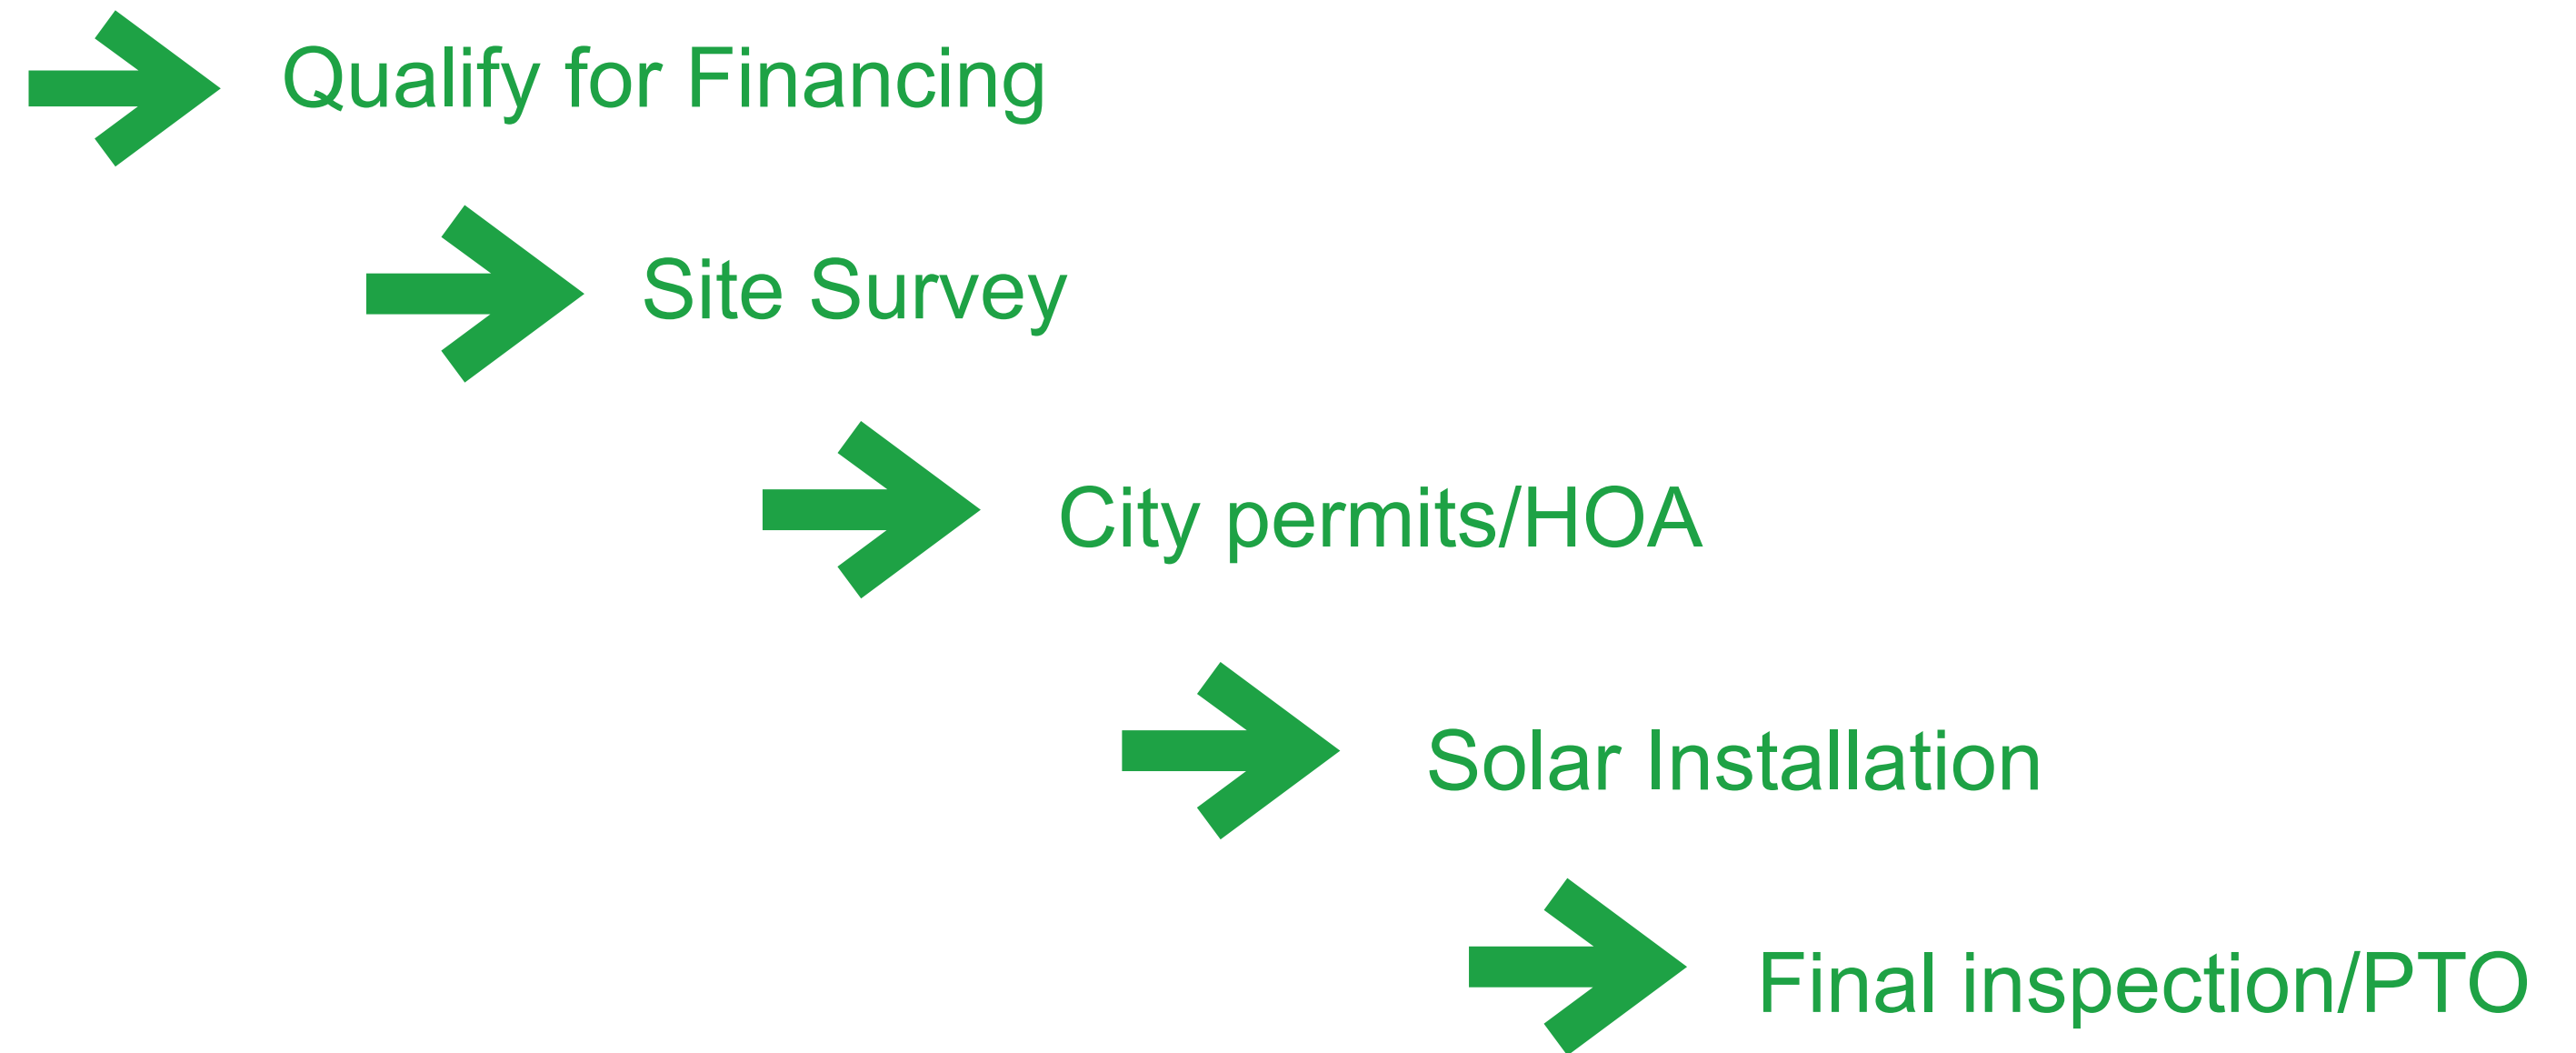 Qualify for Financing
Site Survey
City permits/HOA
Solar Installation
Final inspection/PTO